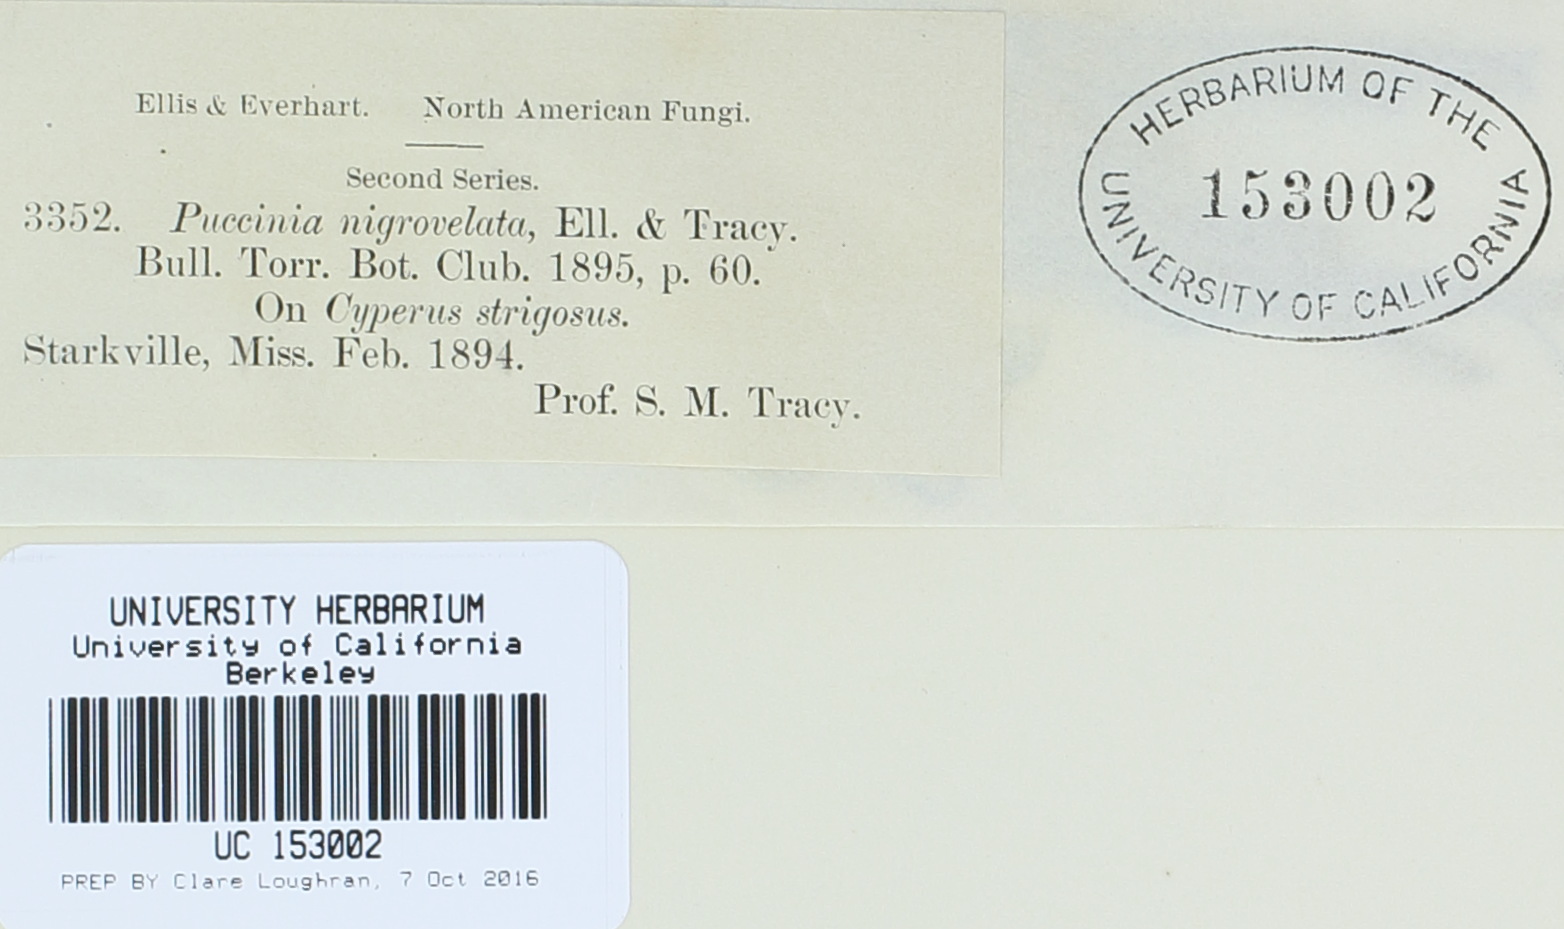 Ellis & Everhart. North American Fungi.
Second Series.
3352. Puccinia nigrovelata, Ell. & Tracy.
Bull. Torr. Bot. Club. 1895, p. 60.
On Cyperus strigosus.
Starkville, Miss. Feb. 1894.
Prof. S. M. Tracy.
HERBARIUM OF THE
153002
UNIVERSITY OF CALIFORNIA
UNIVERSITY HERBARIUM
University of California
Berkeley
UC 153002
PREP BY Clare Loughran, 7 Oct 2016